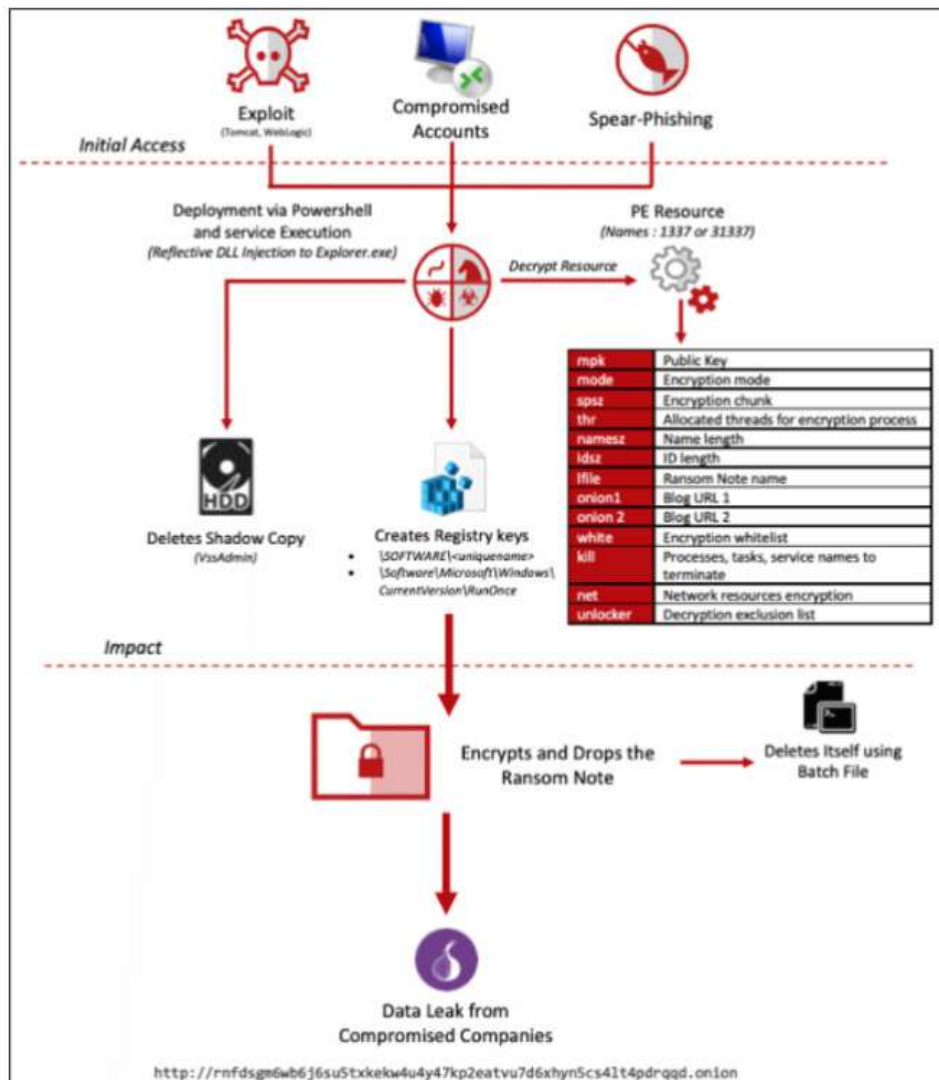 Exploit
(Tomcat, WebLogic)
Compromised
Accounts
Spear-Phishing
Initial Access
Deployment via Powershell
and service Execution
(Reflective DLL Injection to Explorer.exe)
PE Resource
(Names : 1337 or 31337)
Decrypt Resource
mpk Public Key
mode Encryption mode
spsz Encryption chunk
thr Allocated threads for encryption process
namesz Name length
idsz ID length
lfile Ransom Note name
onion1 Blog URL 1
onion 2 Blog URL 2
white Encryption whitelist
kill Processes, tasks, service names to
terminate
net Network resources encryption
unlocker Decryption exclusion list
HDD
Deletes Shadow Copy
(VssAdmin)
Creates Registry keys
• \SOFTWARE\<uniquename>
• \Software\Microsoft\Windows\
CurrentVersion\RunOnce
Impact
Encrypts and Drops the
Ransom Note
Deletes Itself using
Batch File
Data Leak from
Compromised Companies